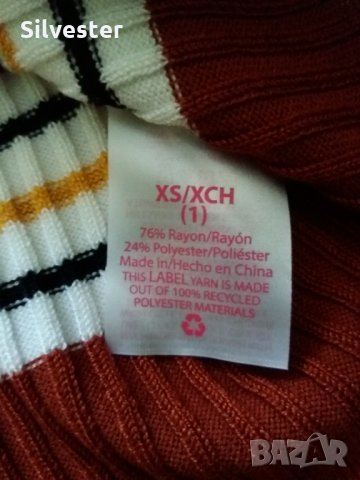 Silvester
XS/XCH
(1)
76% Rayon/Rayón
24% Polyester/Poliéster
Made in/Hecho en China
THIS LABEL YARN IS MADE
OUT OF 100% RECYCLED
POLYESTER MATERIALS
BAZAR